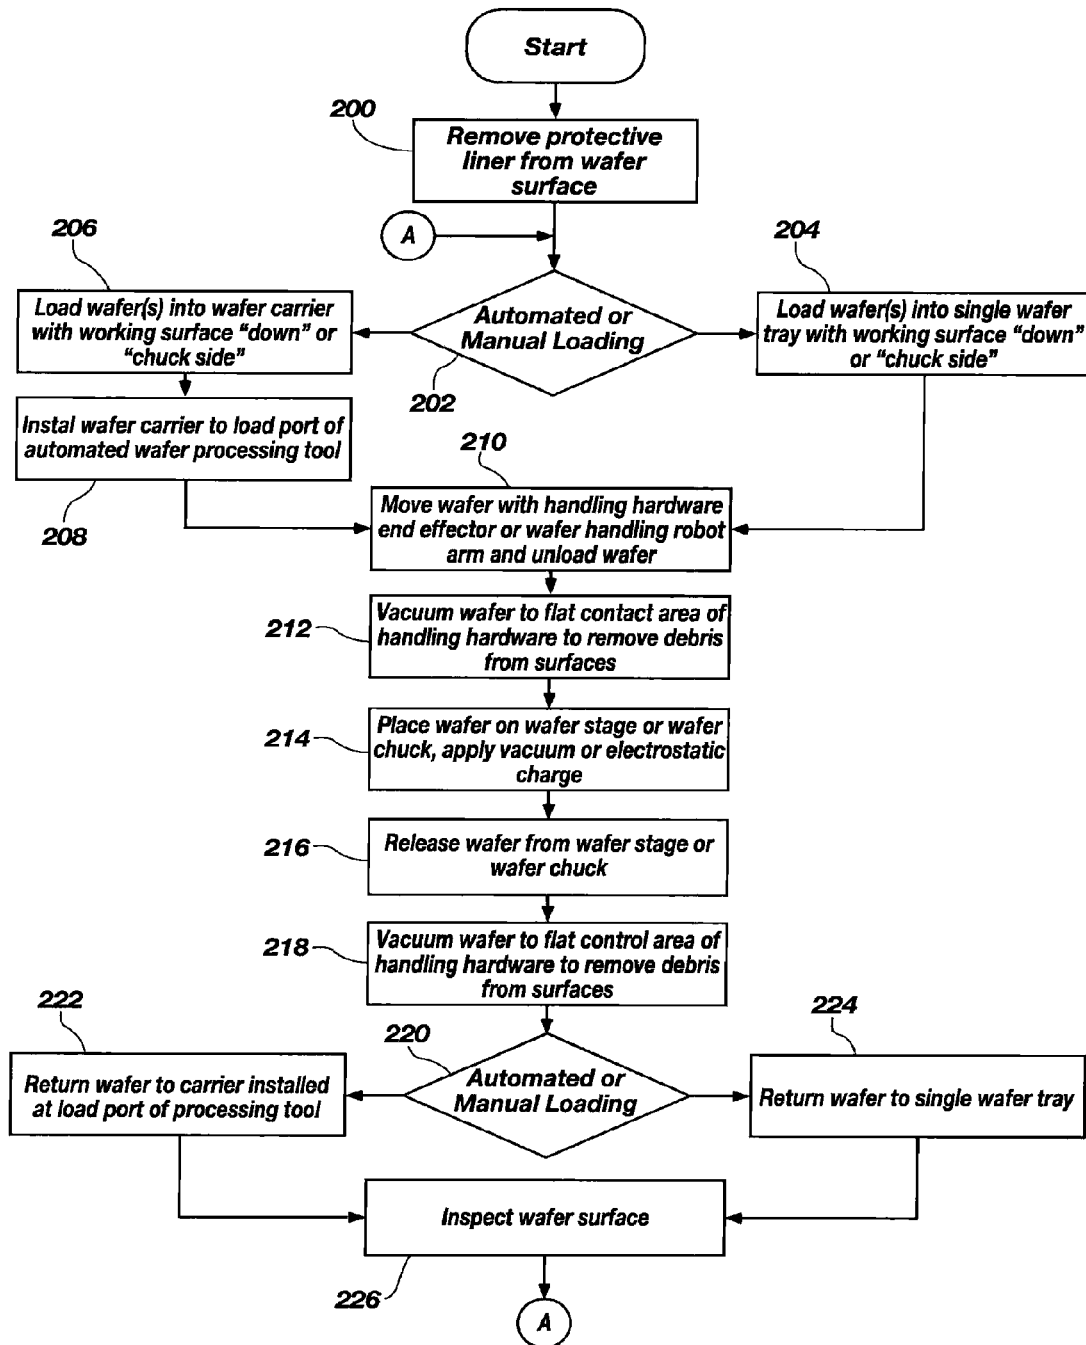 Start
200
Remove protective
liner from wafer
surface
A
206
204
Load wafer(s) into wafer carrier
with working surface “down” or
“chuck side”
Automated or
Manual Loading
Load wafer(s) into single wafer
tray with working surface “down”
or “chuck side”
202
Instal wafer carrier to load port of
automated wafer processing tool
208
210
Move wafer with handling hardware
end effector or wafer handling robot
arm and unload wafer
212
Vacuum wafer to flat contact area of
handling hardware to remove debris
from surfaces
214
Place wafer on wafer stage or wafer
chuck, apply vacuum or electrostatic
charge
216
Release wafer from wafer stage or
wafer chuck
218
Vacuum wafer to flat control area of
handling hardware to remove debris
from surfaces
222
220
224
Return wafer to carrier installed
at load port of processing tool
Automated or
Manual Loading
Return wafer to single wafer tray
Inspect wafer surface
226
A